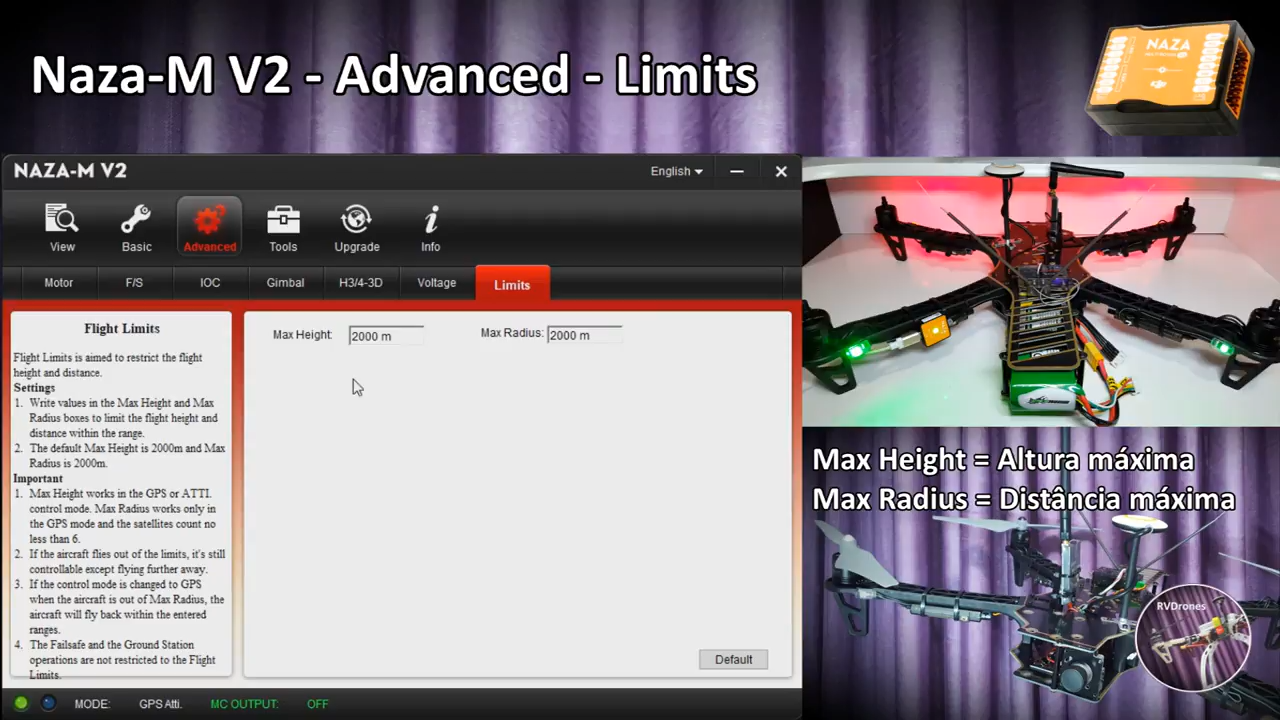 Naza-M V2 - Advanced - Limits
NAZA
NAZA-M V2
English
View
Basic
Advanced
Tools
Upgrade
Info
Motor
F/S
IOC
Gimbal
H3/4-3D
Voltage
Limits
Flight Limits
Flight Limits is aimed to restrict the flight
height and distance.
Settings
1. Write values in the Max Height and Max
Radius boxes to limit the flight height and
distance within the range.
2. The default Max Height is 2000m and Max
Radius is 2000m.
Important
1. Max Height works in the GPS or ATTI.
control mode. Max Radius works only in
the GPS mode and the satellites count no
less than 6.
2. If the aircraft flies out of the limits, it's still
controllable except flying further away.
3. If the control mode is changed to GPS
when the aircraft is out of Max Radius, the
aircraft will fly back within the entered
ranges.
4. The Failsafe and the Ground Station
operations are not restricted to the Flight
Limits.
Max Height: 2000 m
Max Radius: 2000 m
Default
MODE: GPS Atti. MC OUTPUT: OFF
Max Height = Altura máxima
Max Radius = Distância máxima
RVDrones